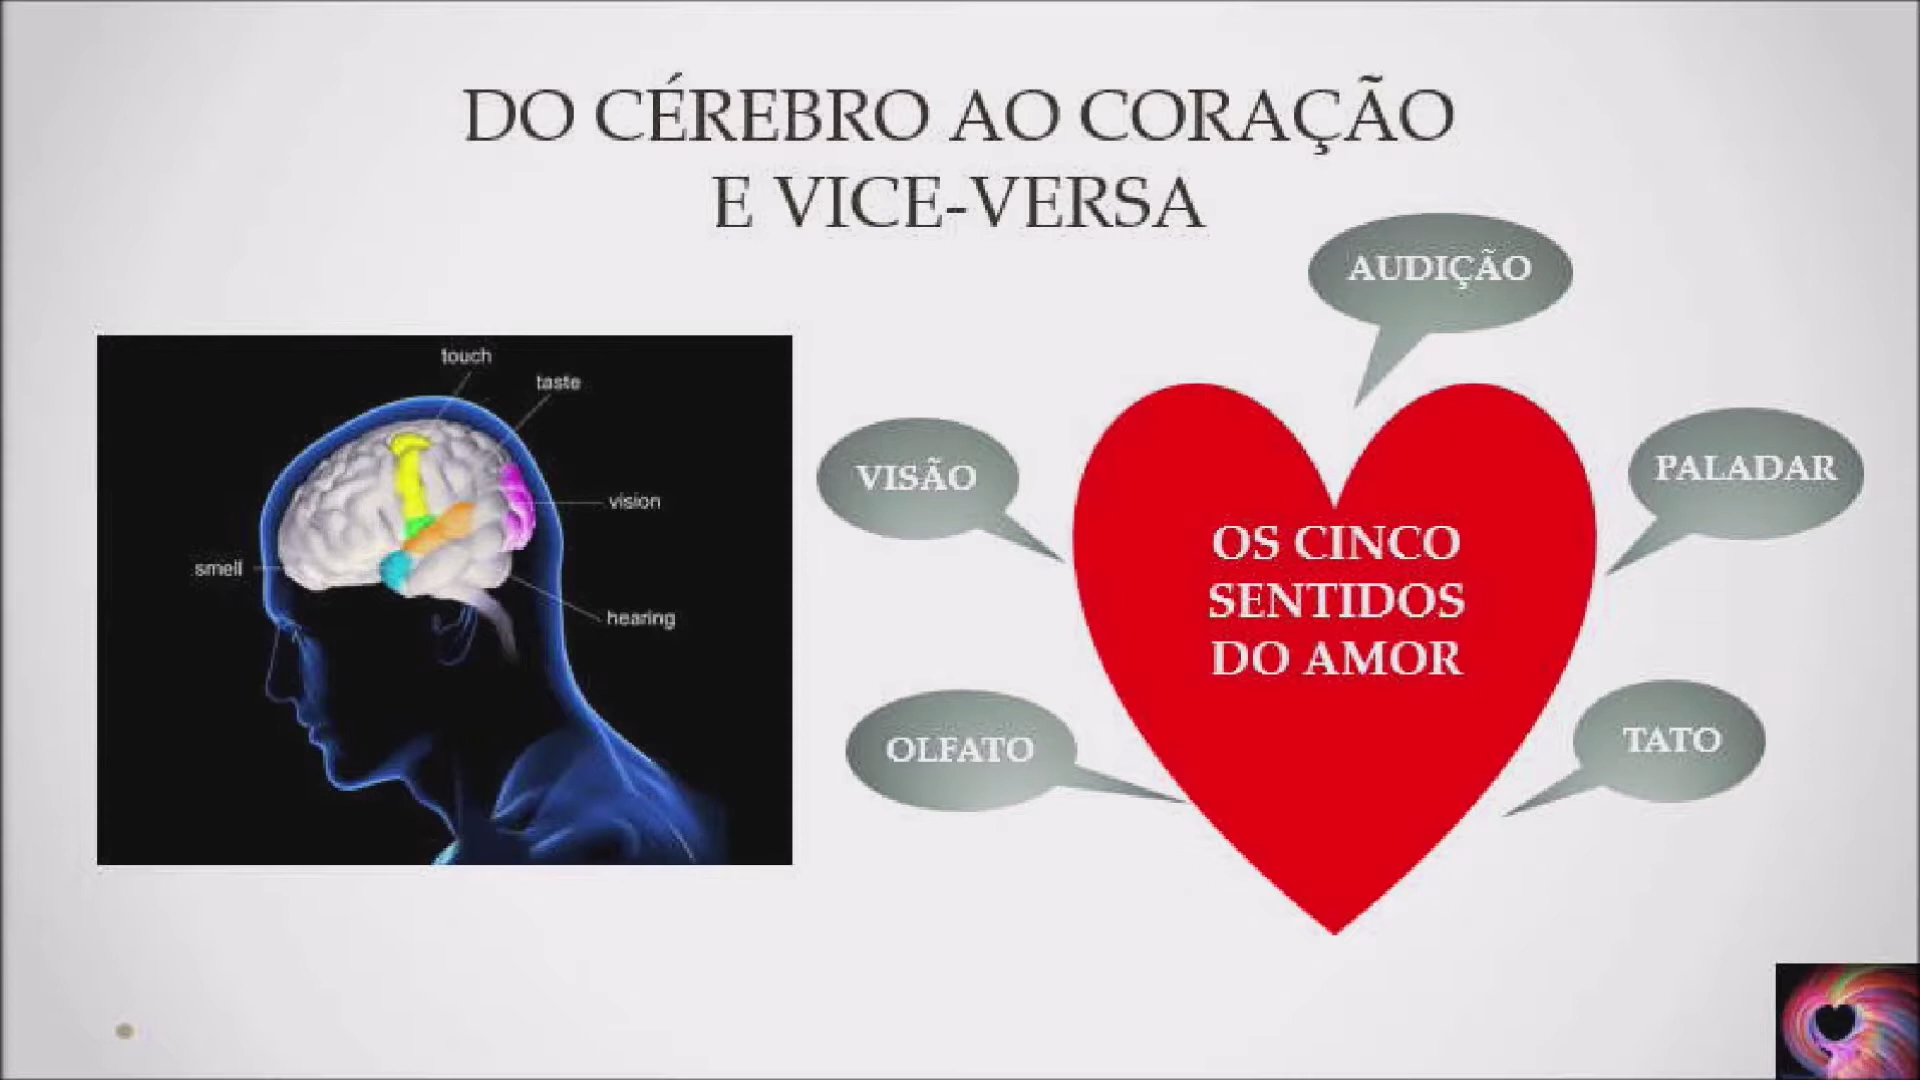 DO CÉREBRO AO CORAÇÃO
E VICE-VERSA
touch
taste
vision
smell
hearing
AUDIÇÃO
VISÃO
PALADAR
OS CINCO
SENTIDOS
DO AMOR
OLFATO
TATO